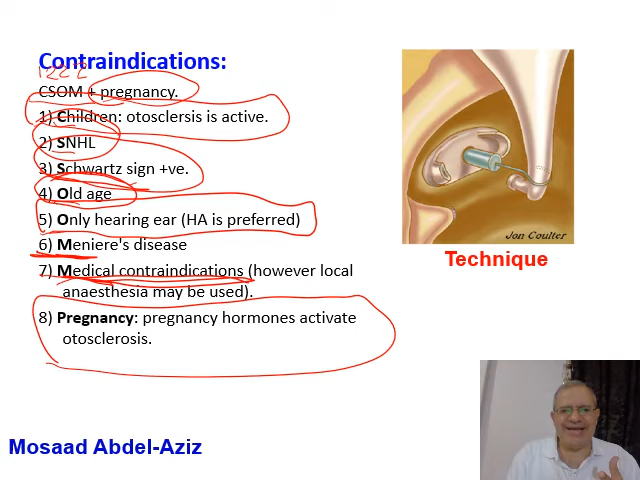 Contraindications:
CSOM + pregnancy.
1) Children: otosclersis is active.
2) SNHL
3) Schwartz sign +ve.
4) Old age
5) Only hearing ear (HA is preferred)
6) Meniere's disease
7) Medical contraindications (however local
anaesthesia may be used).
8) Pregnancy: pregnancy hormones activate
otosclerosis.
Jon Coulter
Technique
Mosaad Abdel-Aziz